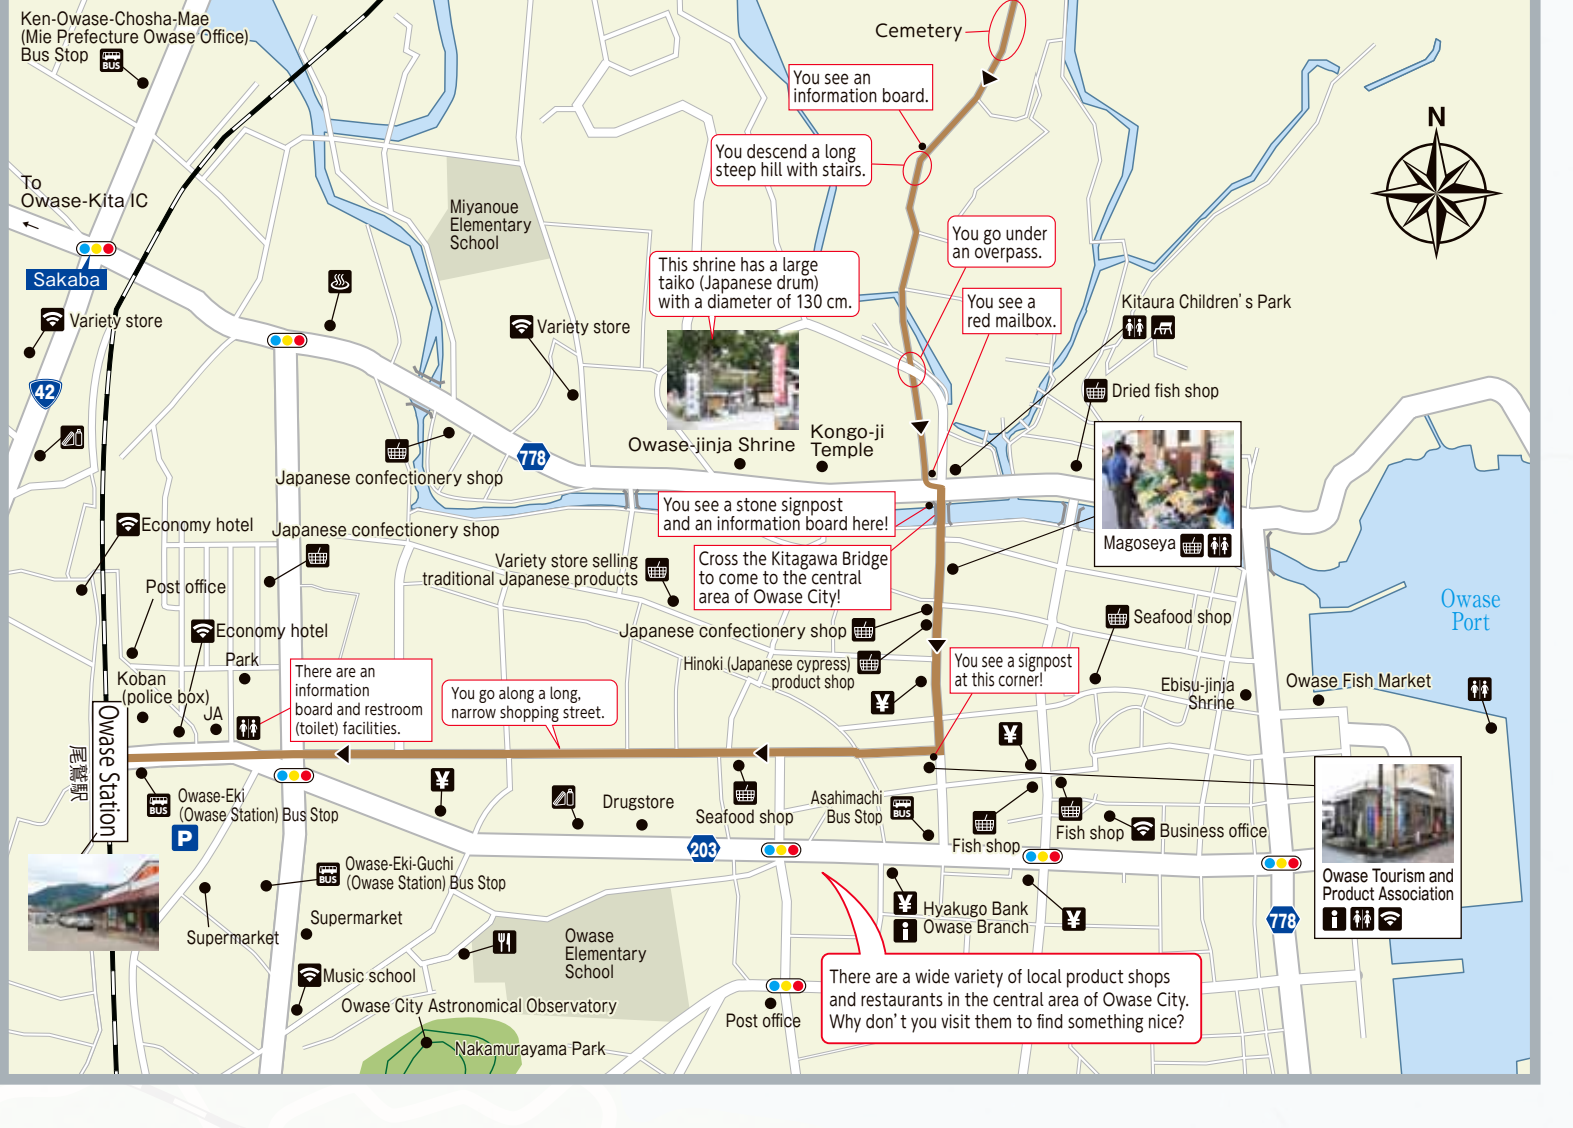 Ken-Owase-Chosha-Mae
(Mie Prefecture Owase Office)
Bus Stop
BUS
Cemetery
You see an
information board.
N
You descend a long
steep hill with stairs.
To
Owase-Kita IC
Miyanoue
Elementary
School
You go under
an overpass.
Sakaba
This shrine has a large
taiko (Japanese drum)
with a diameter of 130 cm.
You see a
red mailbox.
Kitaura Children's Park
Variety store
Variety store
42
Dried fish shop
Owase-jinja Shrine
Kongo-ji
Temple
778
Japanese confectionery shop
You see a stone signpost
and an information board here!
Magoseya
Economy hotel
Japanese confectionery shop
Cross the Kitagawa Bridge
to come to the central
area of Owase City!
Variety store selling
traditional Japanese products
Post office
Owase
Port
Economy hotel
Japanese confectionery shop
Seafood shop
Park
Hinoki (Japanese cypress)
product shop
You see a signpost
at this corner!
There are an
information
board and restroom
(toilet) facilities.
Koban
(police box)
You go along a long,
narrow shopping street.
Ebisu-jinja
Shrine
Owase Fish Market
JA
¥
¥
Owase Station
尾鷲駅
BUS
Owase-Eki
(Owase Station) Bus Stop
P
¥
Drugstore
Seafood shop
Asahimachi
Bus Stop
BUS
Fish shop
Fish shop
Business office
203
Owase Tourism and
Product Association
i
BUS
Owase-Eki-Guchi
(Owase Station) Bus Stop
Supermarket
Supermarket
¥
i
Hyakugo Bank
Owase Branch
¥
778
Owase
Elementary
School
Music school
There are a wide variety of local product shops
and restaurants in the central area of Owase City.
Why don't you visit them to find something nice?
Owase City Astronomical Observatory
Post office
Nakamurayama Park